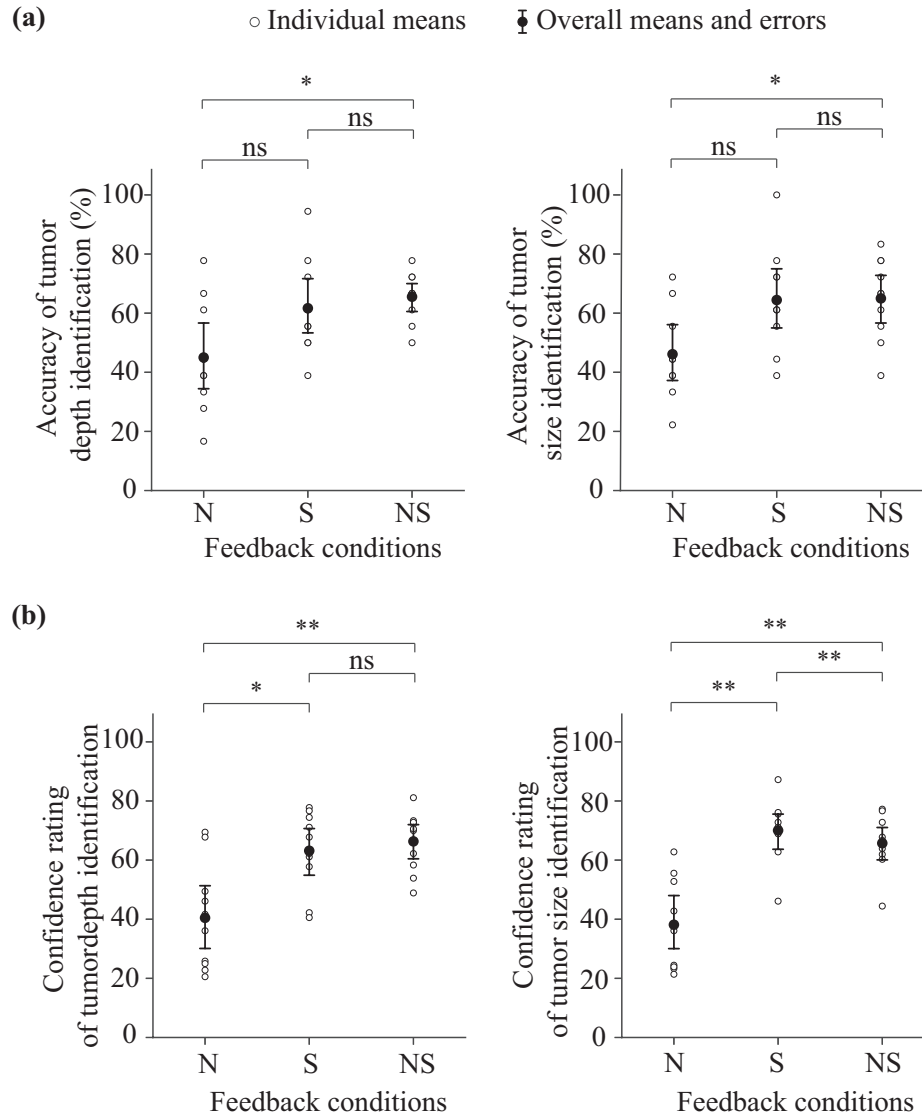 (a)
Individual means
Overall means and errors
*
ns
ns
Accuracy of tumor
depth identification (%)
100
80
60
40
20
0
N S NS
Feedback conditions
*
ns
ns
Accuracy of tumor
size identification (%)
100
80
60
40
20
0
N S NS
Feedback conditions
(b)
**
ns
*
Confidence rating
of tumordepth identification
100
80
60
40
20
0
N S NS
Feedback conditions
**
**
**
Confidence rating
of tumor size identification
100
80
60
40
20
0
N S NS
Feedback conditions